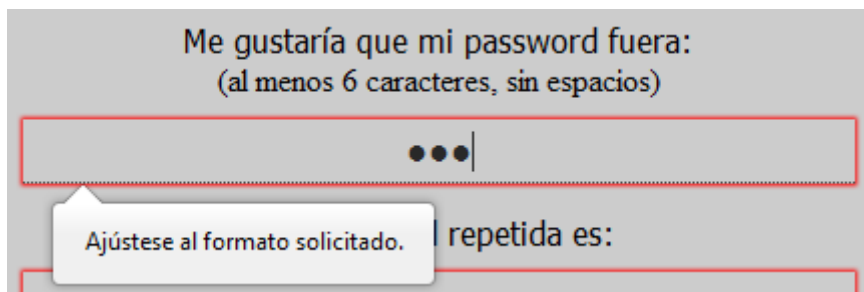 Me gustaría que mi password fuera:
(al menos 6 caracteres, sin espacios)
●●●
Ajústese al formato solicitado.
repetida es: